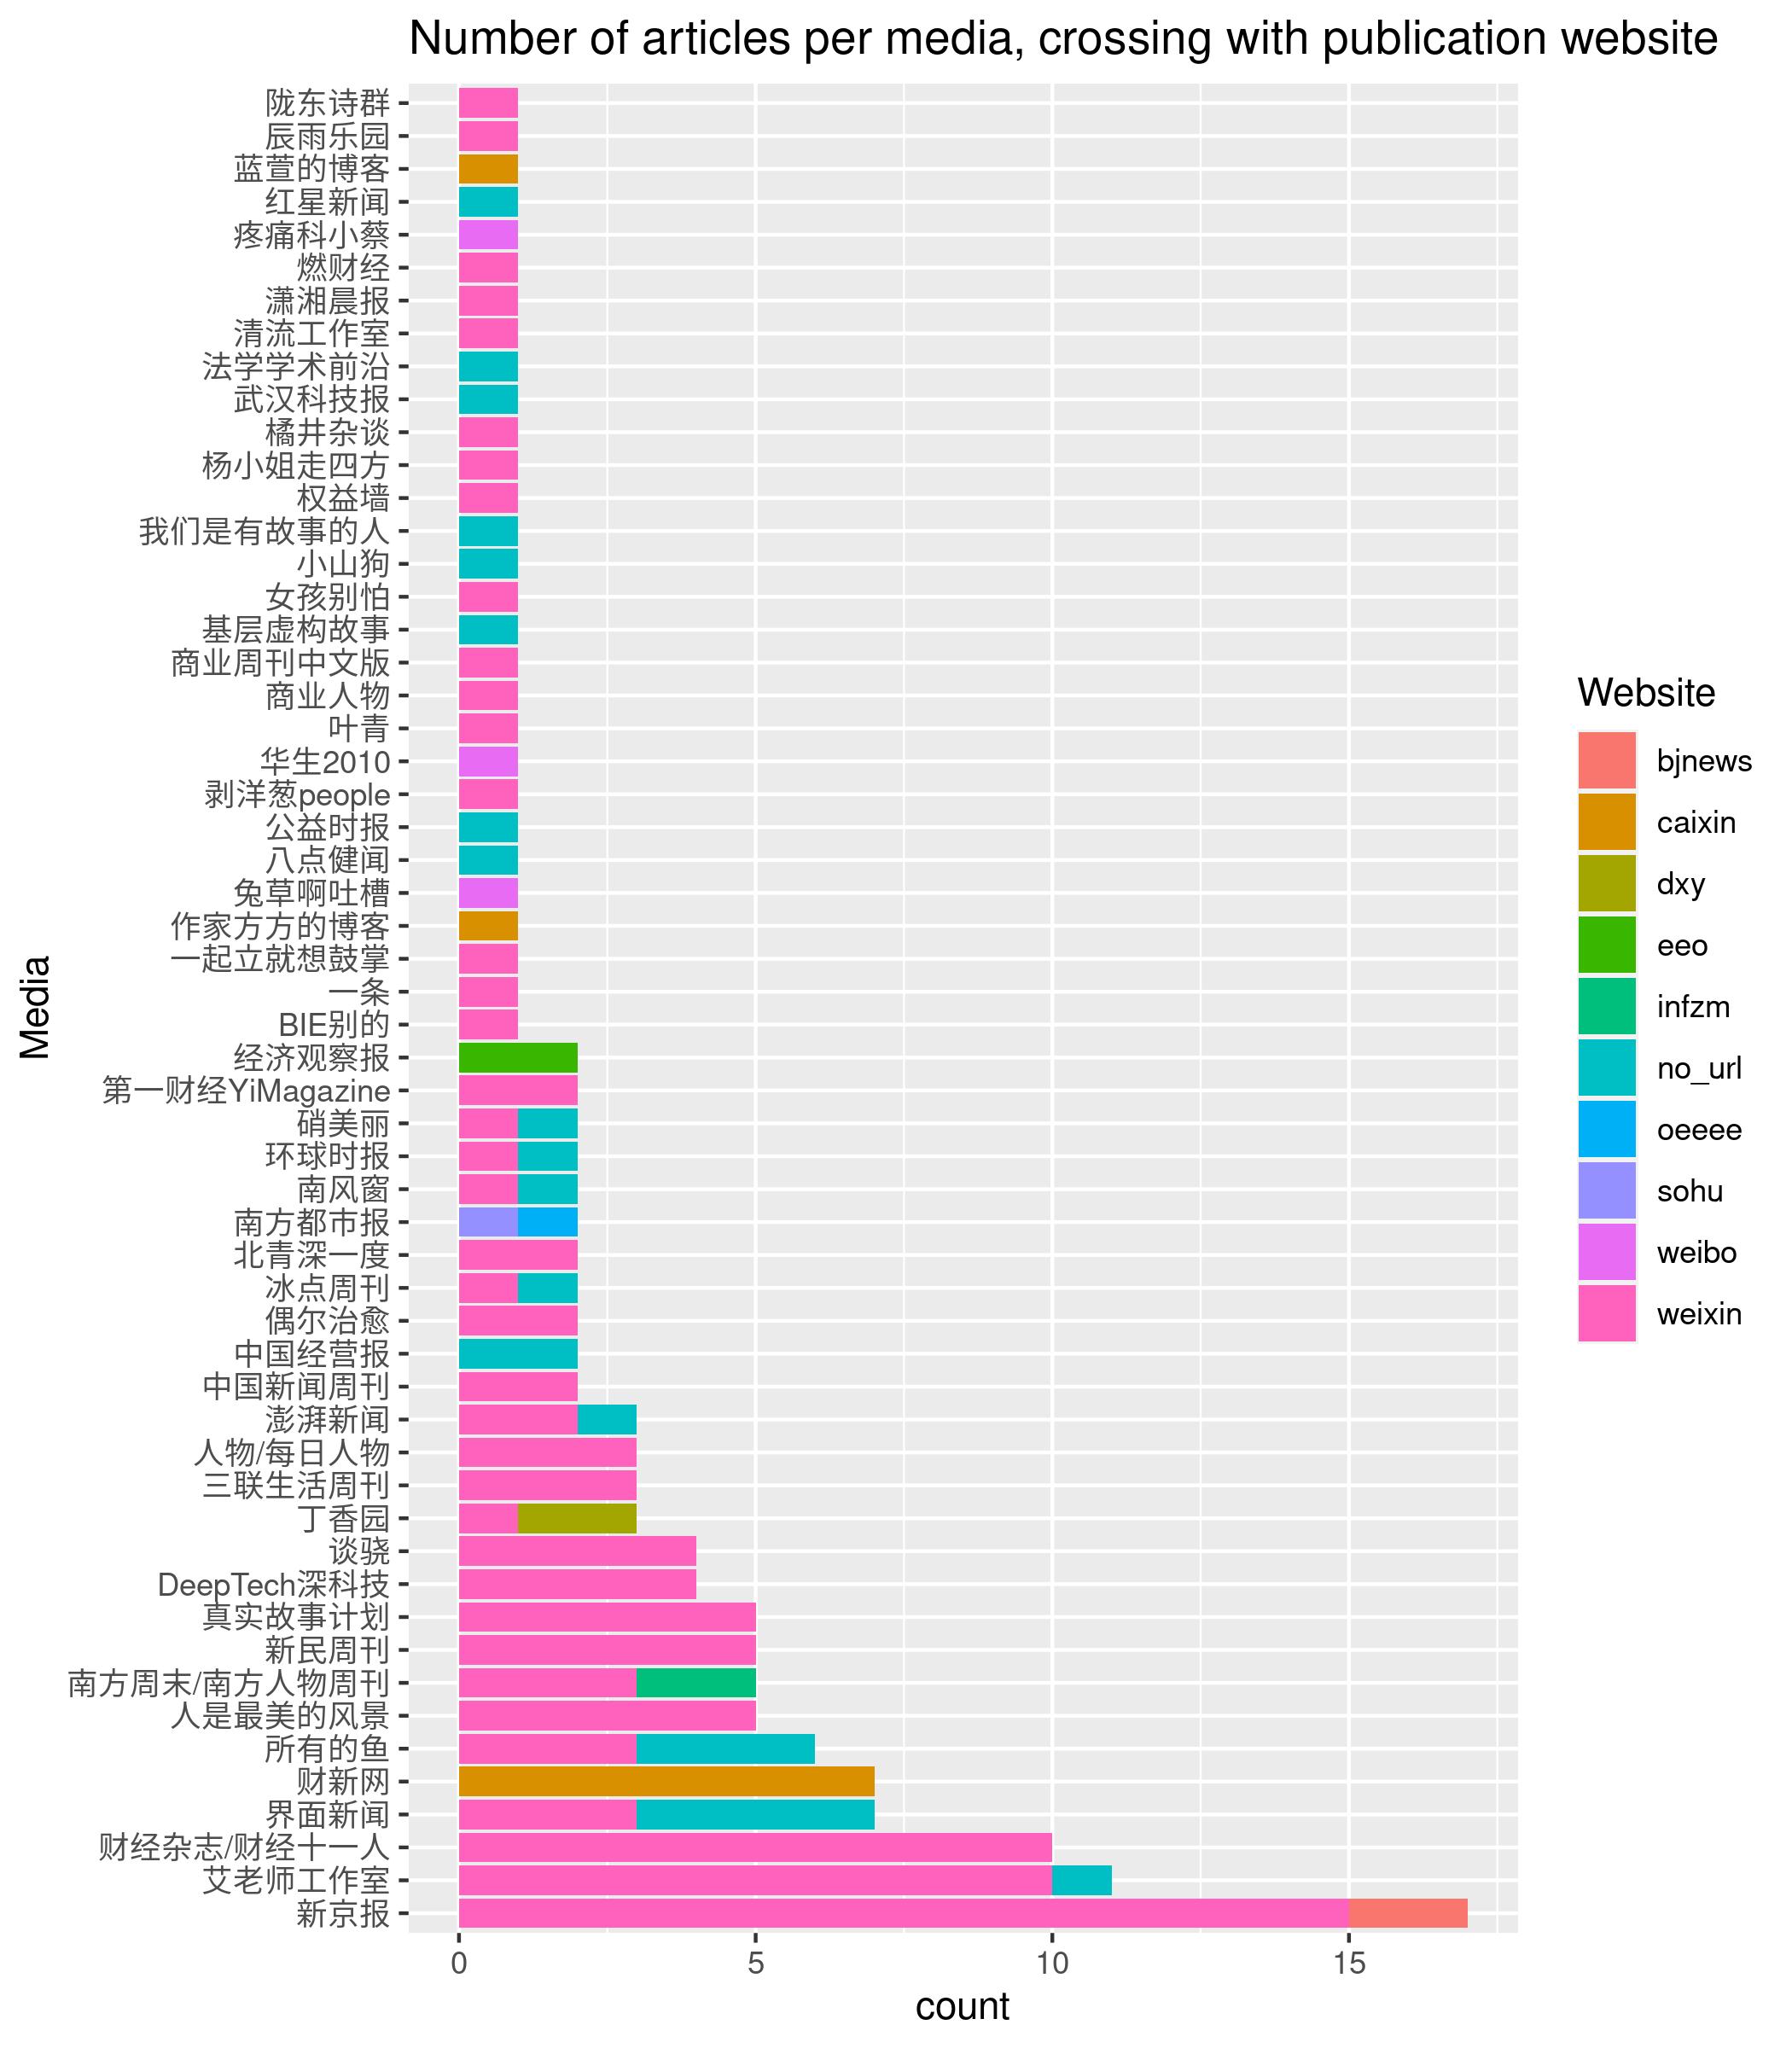 Number of articles per media, crossing with publication website
Media
陇东诗群
辰雨乐园
蓝萱的博客
红星新闻
疼痛科小蔡
燃财经
潇湘晨报
清流工作室
法学学术前沿
武汉科技报
橘井杂谈
杨小姐走四方
权益墙
我们是有故事的人
小山狗
女孩别怕
基层虚构故事
商业周刊中文版
商业人物
叶青
华生2010
剥洋葱people
公益时报
八点健闻
兔草啊吐槽
作家方方的博客
一起立就想鼓掌
一条
BIE别的
经济观察报
第一财经YiMagazine
硝美丽
环球时报
南风窗
南方都市报
北青深一度
冰点周刊
偶尔治愈
中国经营报
中国新闻周刊
澎湃新闻
人物/每日人物
三联生活周刊
丁香园
谈骁
DeepTech深科技
真实故事计划
新民周刊
南方周末/南方人物周刊
人是最美的风景
所有的鱼
财新网
界面新闻
财经杂志/财经十一人
艾老师工作室
新京报
0 5 10 15
count
Website
bjnews
caixin
dxy
eeo
infzm
no_url
oeeee
sohu
weibo
weixin